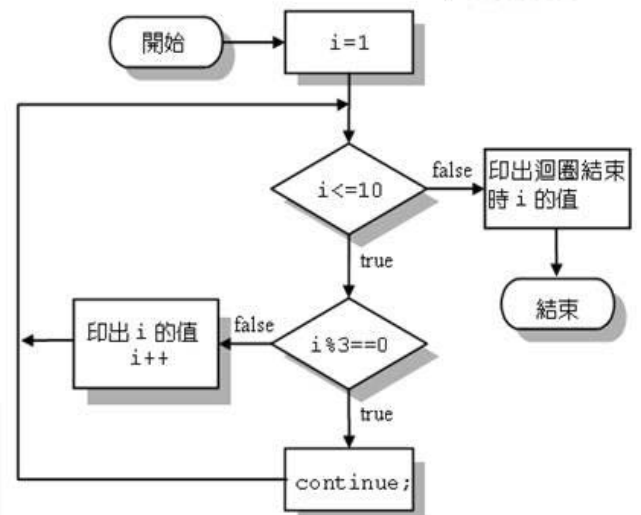 開始
i=1
i<=10
false
印出迴圈結束
時 i 的值
true
結束
i%3==0
false
印出 i 的值
i++
true
continue;